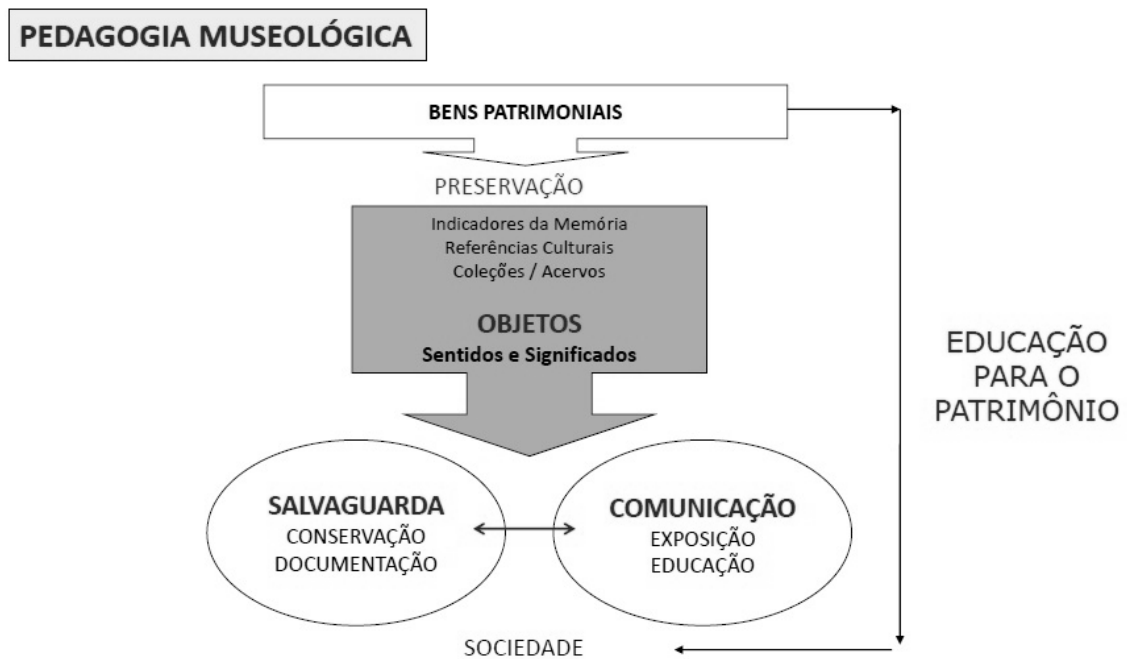 PEDAGOGIA MUSEOLÓGICA
BENS PATRIMONIAIS
PRESERVAÇÃO
Indicadores da Memória
Referências Culturais
Coleções / Acervos
OBJETOS
Sentidos e Significados
EDUCAÇÃO
PARA O
PATRIMÔNIO
SALVAGUARDA
CONSERVAÇÃO
DOCUMENTAÇÃO
COMUNICAÇÃO
EXPOSIÇÃO
EDUCAÇÃO
SOCIEDADE